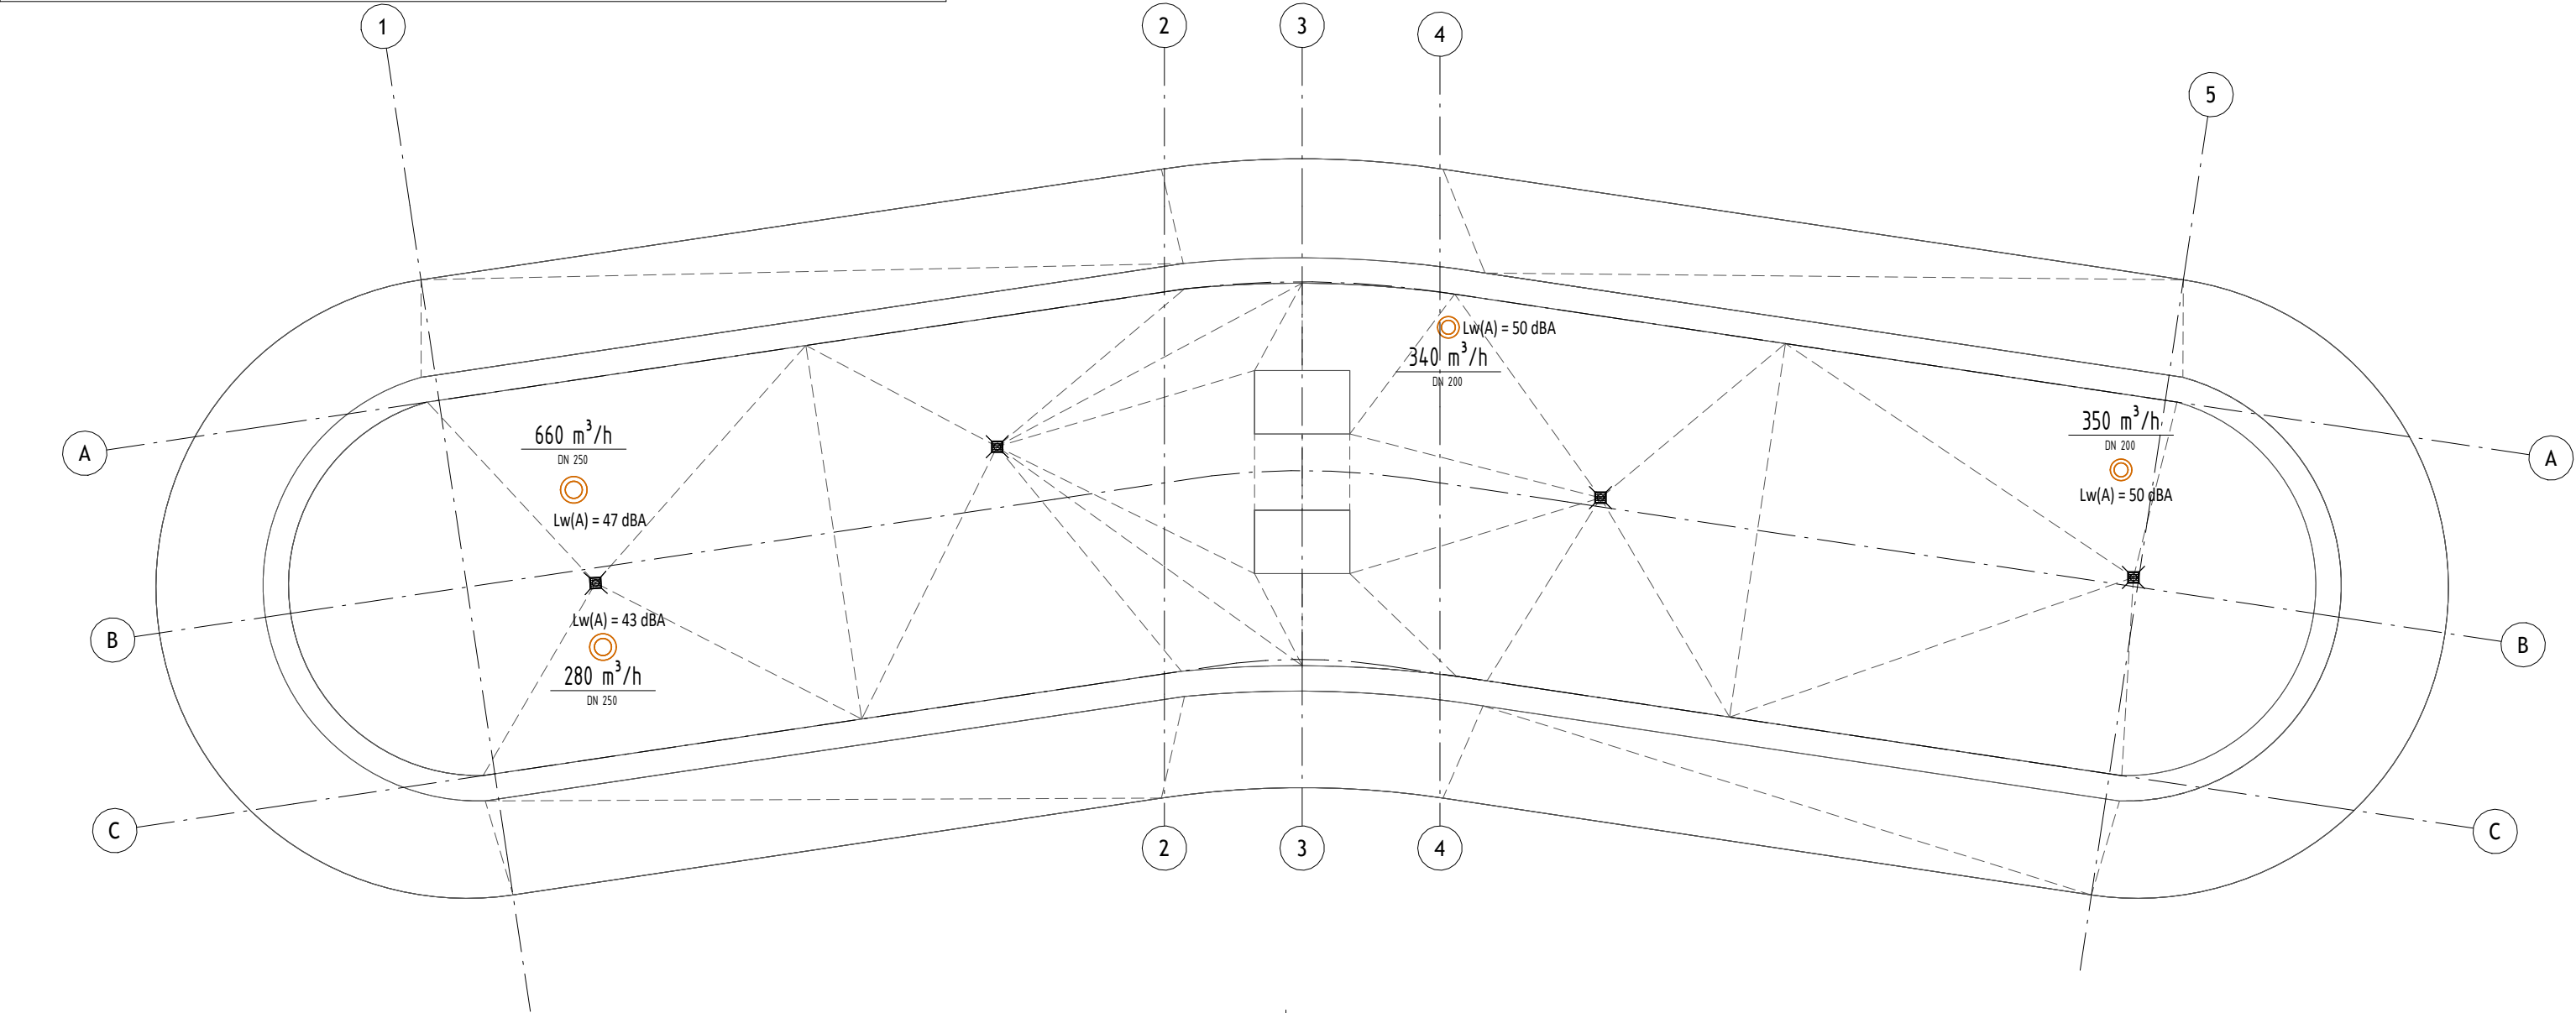 1
2
3
4
5
Lw(A) = 50 dBA
340 m³/h
DN 200
350 m³/h
DN 200
Lw(A) = 50 dBA
660 m³/h
DN 250
Lw(A) = 47 dBA
A
A
Lw(A) = 43 dBA
280 m³/h
DN 250
B
B
C
C
2
3
4